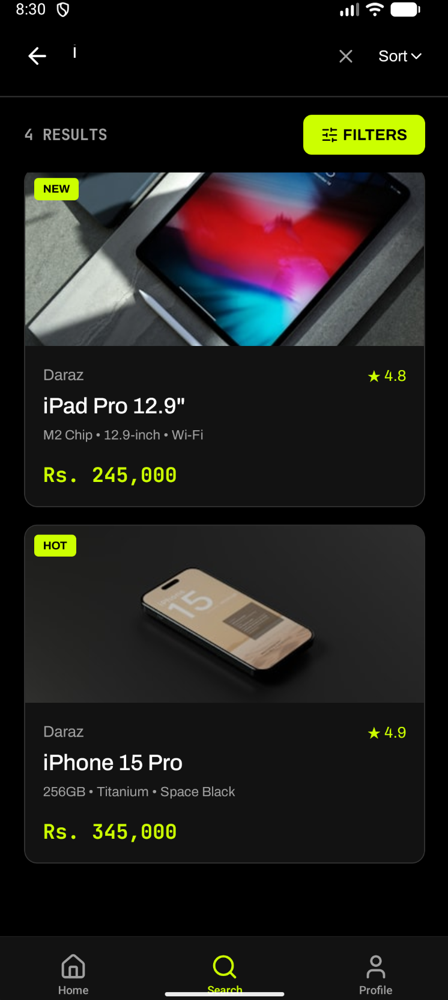 8:30
i
Sort
4 RESULTS
FILTERS
NEW
Daraz
★ 4.8
iPad Pro 12.9"
M2 Chip • 12.9-inch • Wi-Fi
Rs. 245,000
HOT
iPhone
15
Daraz
★ 4.9
iPhone 15 Pro
256GB • Titanium • Space Black
Rs. 345,000
Home
Search
Profile